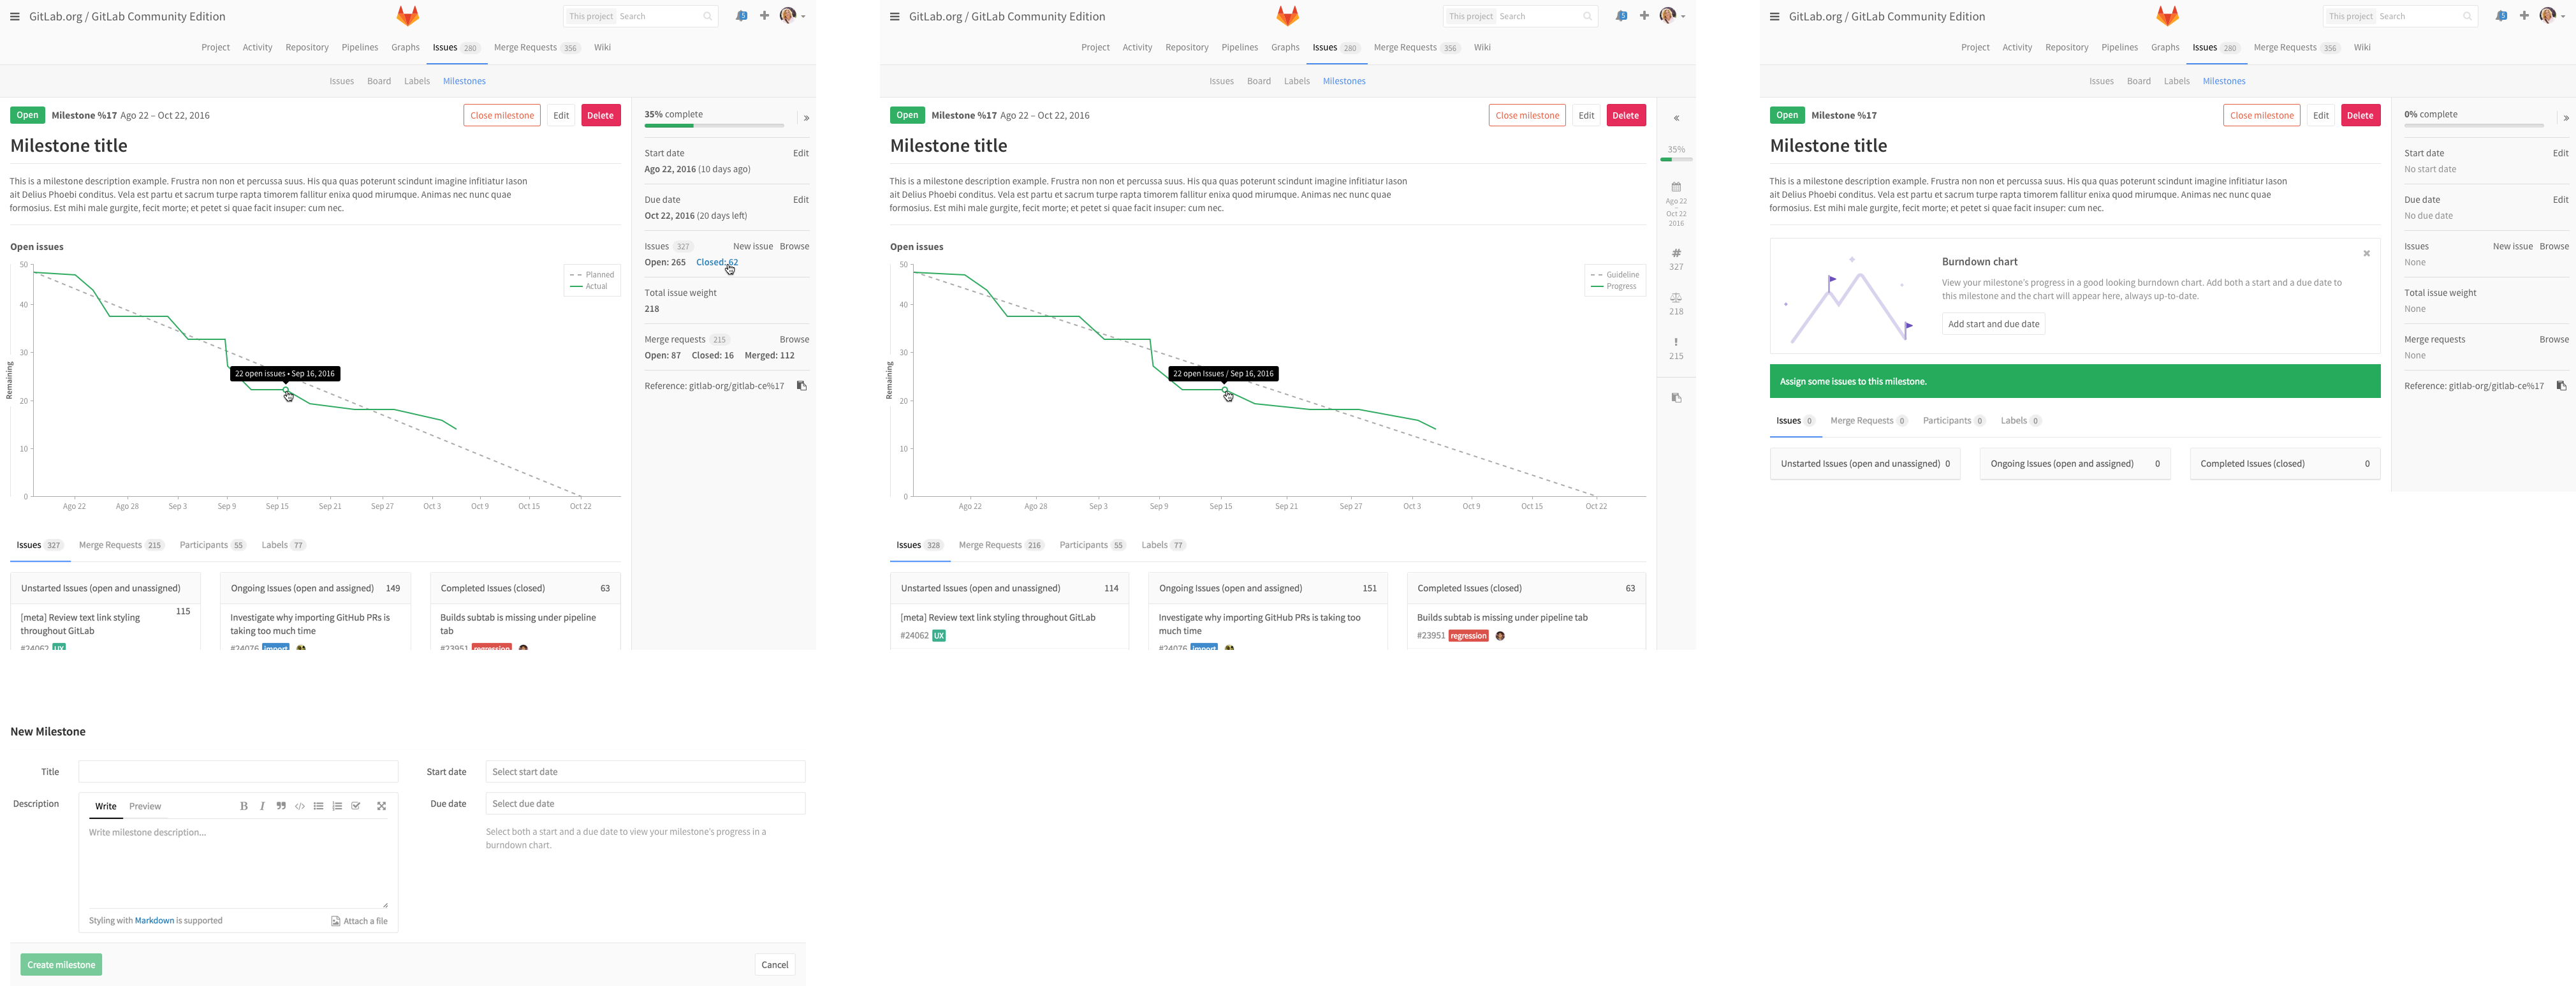 GitLab.org / GitLab Community Edition
This project Search
5
Project Activity Repository Pipelines Graphs Issues 280 Merge Requests 356 Wiki
Issues Board Labels Milestones
Open Milestone %17 Ago 22 – Oct 22, 2016
Close milestone Edit Delete
Milestone title
This is a milestone description example. Frustra non non et percussa suus. His qua quas poterunt scindunt imagine infitiatur Iason
ait Delius Phoebi conditus. Vela est partu et sacrum turpe rapta timorem fallitur enixa quod mirumque. Animas nec nunc quae
formosius. Est mihi male gurgite, fecit morte; et petet si quae facit insuper: cum nec.
Open issues
50
40
30
20
10
0
Remaining
Planned
Actual
22 open issues • Sep 16, 2016
Ago 22 Ago 28 Sep 3 Sep 9 Sep 15 Sep 21 Sep 27 Oct 3 Oct 9 Oct 15 Oct 22
Issues 327 Merge Requests 215 Participants 55 Labels 77
Unstarted Issues (open and unassigned)
115
[meta] Review text link styling
throughout GitLab
#24062 UX
Ongoing Issues (open and assigned) 149
Investigate why importing GitHub PRs is
taking too much time
#24076 import
Completed Issues (closed) 63
Builds subtab is missing under pipeline
tab
#23951 regression
35% complete »
Start date Edit
Ago 22, 2016 (10 days ago)
Due date Edit
Oct 22, 2016 (20 days left)
Issues 327 New issue Browse
Open: 265 Closed: 62
Total issue weight
218
Merge requests 215 Browse
Open: 87 Closed: 16 Merged: 112
Reference: gitlab-org/gitlab-ce%17
GitLab.org / GitLab Community Edition
This project Search
5
Project Activity Repository Pipelines Graphs Issues 280 Merge Requests 356 Wiki
Issues Board Labels Milestones
Open Milestone %17 Ago 22 – Oct 22, 2016
Close milestone Edit Delete
Milestone title
This is a milestone description example. Frustra non non et percussa suus. His qua quas poterunt scindunt imagine infitiatur Iason
ait Delius Phoebi conditus. Vela est partu et sacrum turpe rapta timorem fallitur enixa quod mirumque. Animas nec nunc quae
formosius. Est mihi male gurgite, fecit morte; et petet si quae facit insuper: cum nec.
Open issues
50
40
30
20
10
0
Remaining
Guideline
Progress
22 open Issues / Sep 16, 2016
Ago 22 Ago 28 Sep 3 Sep 9 Sep 15 Sep 21 Sep 27 Oct 3 Oct 9 Oct 15 Oct 22
Issues 328 Merge Requests 216 Participants 55 Labels 77
Unstarted Issues (open and unassigned) 114
[meta] Review text link styling throughout GitLab
#24062 UX
Ongoing Issues (open and assigned) 151
Investigate why importing GitHub PRs is taking too
much time
#24076 import
Completed Issues (closed) 63
Builds subtab is missing under pipeline tab
#23951 regression
«
35%
Ago 22
-
Oct 22
2016
#
327
218
!
215
GitLab.org / GitLab Community Edition
This project Search
5
Project Activity Repository Pipelines Graphs Issues 280 Merge Requests 356 Wiki
Issues Board Labels Milestones
Open Milestone %17
Close milestone Edit Delete
Milestone title
This is a milestone description example. Frustra non non et percussa suus. His qua quas poterunt scindunt imagine infitiatur Iason
ait Delius Phoebi conditus. Vela est partu et sacrum turpe rapta timorem fallitur enixa quod mirumque. Animas nec nunc quae
formosius. Est mihi male gurgite, fecit morte; et petet si quae facit insuper: cum nec.
Burndown chart
View your milestone's progress in a good looking burndown chart. Add both a start and a due date to
this milestone and the chart will appear here, always up-to-date.
Add start and due date
Assign some issues to this milestone.
Issues 0 Merge Requests 0 Participants 0 Labels 0
Unstarted Issues (open and unassigned) 0
Ongoing Issues (open and assigned) 0
Completed Issues (closed) 0
0% complete »
Start date Edit
No start date
Due date Edit
No due date
Issues New issue Browse
None
Total issue weight
None
Merge requests Browse
None
Reference: gitlab-org/gitlab-ce%17
New Milestone
Title
Description
Write Preview B I
Write milestone description...
Styling with Markdown is supported Attach a file
Start date Select start date
Due date Select due date
Select both a start and a due date to view your milestone's progress in a
burndown chart.
Create milestone Cancel